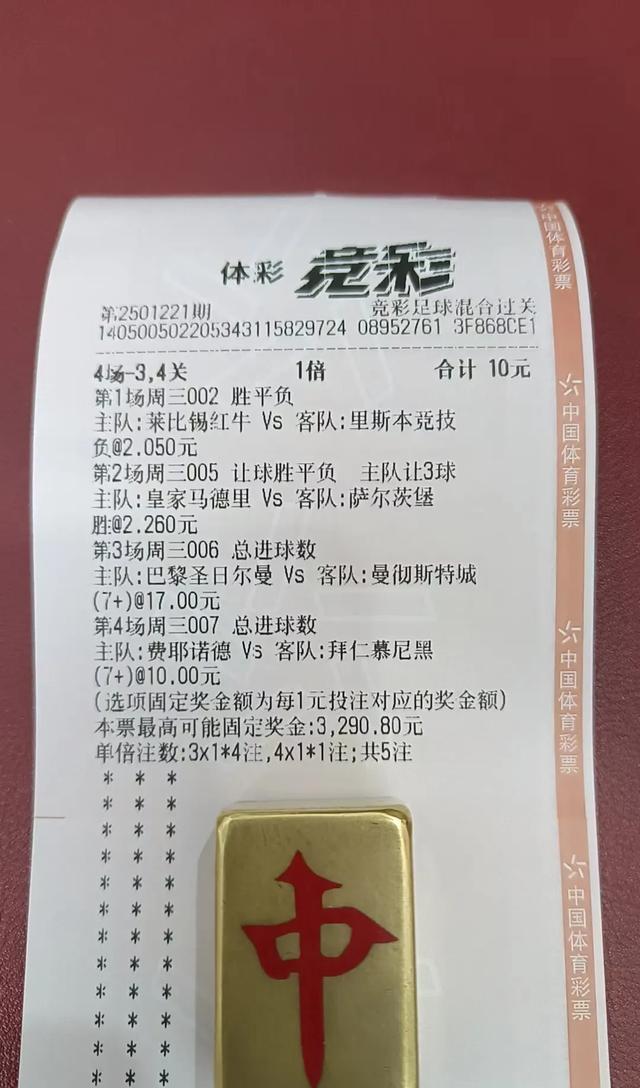 体彩 竞彩
第2501221期 竞彩足球混合过关
140500502205343115829724 08952761 3F868CE1
4场-3,4关 1倍 合计 10元
第1场周三002 胜平负
主队:莱比锡红牛 Vs 客队:里斯本竞技
负@2.050元
第2场周三005 让球胜平负 主队让3球
主队:皇家马德里 Vs 客队:萨尔茨堡
胜@2.260元
第3场周三006 总进球数
主队:巴黎圣日尔曼 Vs 客队:曼彻斯特城
(7+)@17.00元
第4场周三007 总进球数
主队:费耶诺德 Vs 客队:拜仁慕尼黑
(7+)@10.00元
(选项固定奖金额为每1元投注对应的奖金额)
本票最高可能固定奖金:3,290.80元
单倍注数:3x1*4注,4x1*1注;共5注
* * *
* * *
* * *
* * *
* * *
* * *
* * *
* * *
* * *
* * *
* * *
* * *
中
中国体育彩票
中国体育彩票
中国体育彩票
中国体育彩票